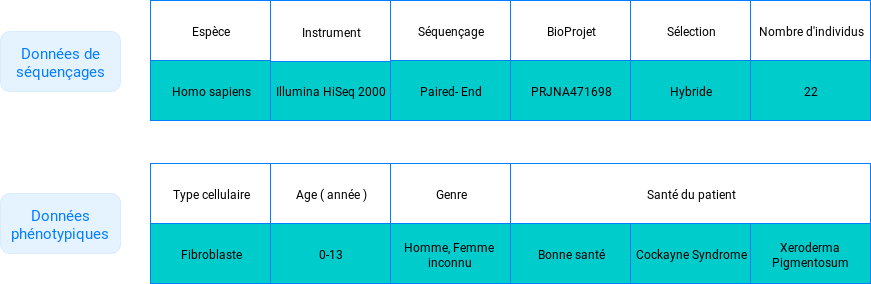 Données de
séquençages
Espèce
Instrument
Séquençage
BioProjet
Sélection
Nombre d'individus
Homo sapiens
Illumina HiSeq 2000
Paired- End
PRJNA471698
Hybride
22
Données
phénotypiques
Type cellulaire
Age ( année )
Genre
Santé du patient
Fibroblaste
0-13
Homme, Femme
inconnu
Bonne santé
Cockayne Syndrome
Xeroderma
Pigmentosum